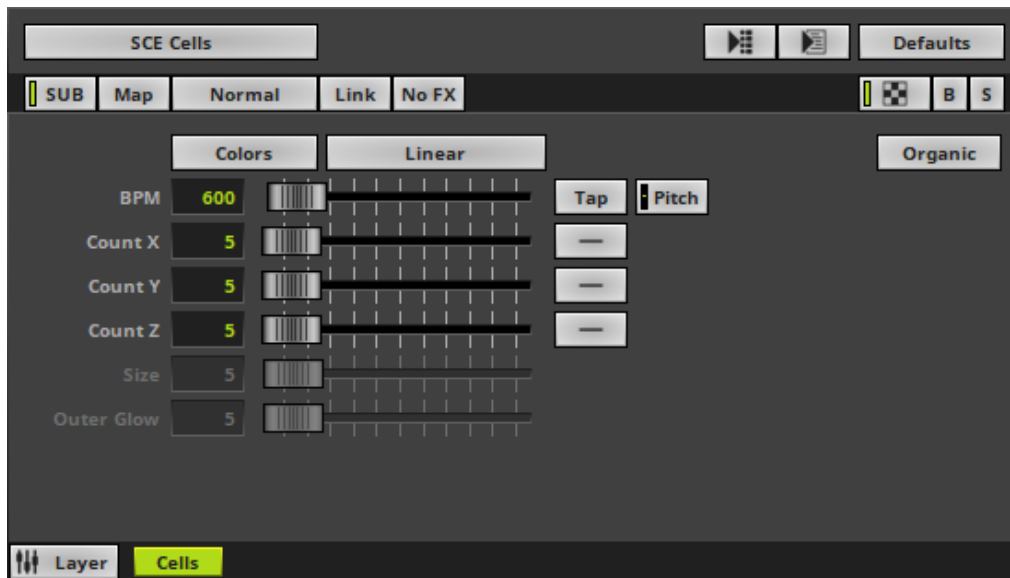 SCE Cells Defaults
SUB Map Normal Link No FX B S
Colors Linear Organic
BPM 600 Tap Pitch
Count X 5
Count Y 5
Count Z 5
Size 5
Outer Glow 5
Layer Cells